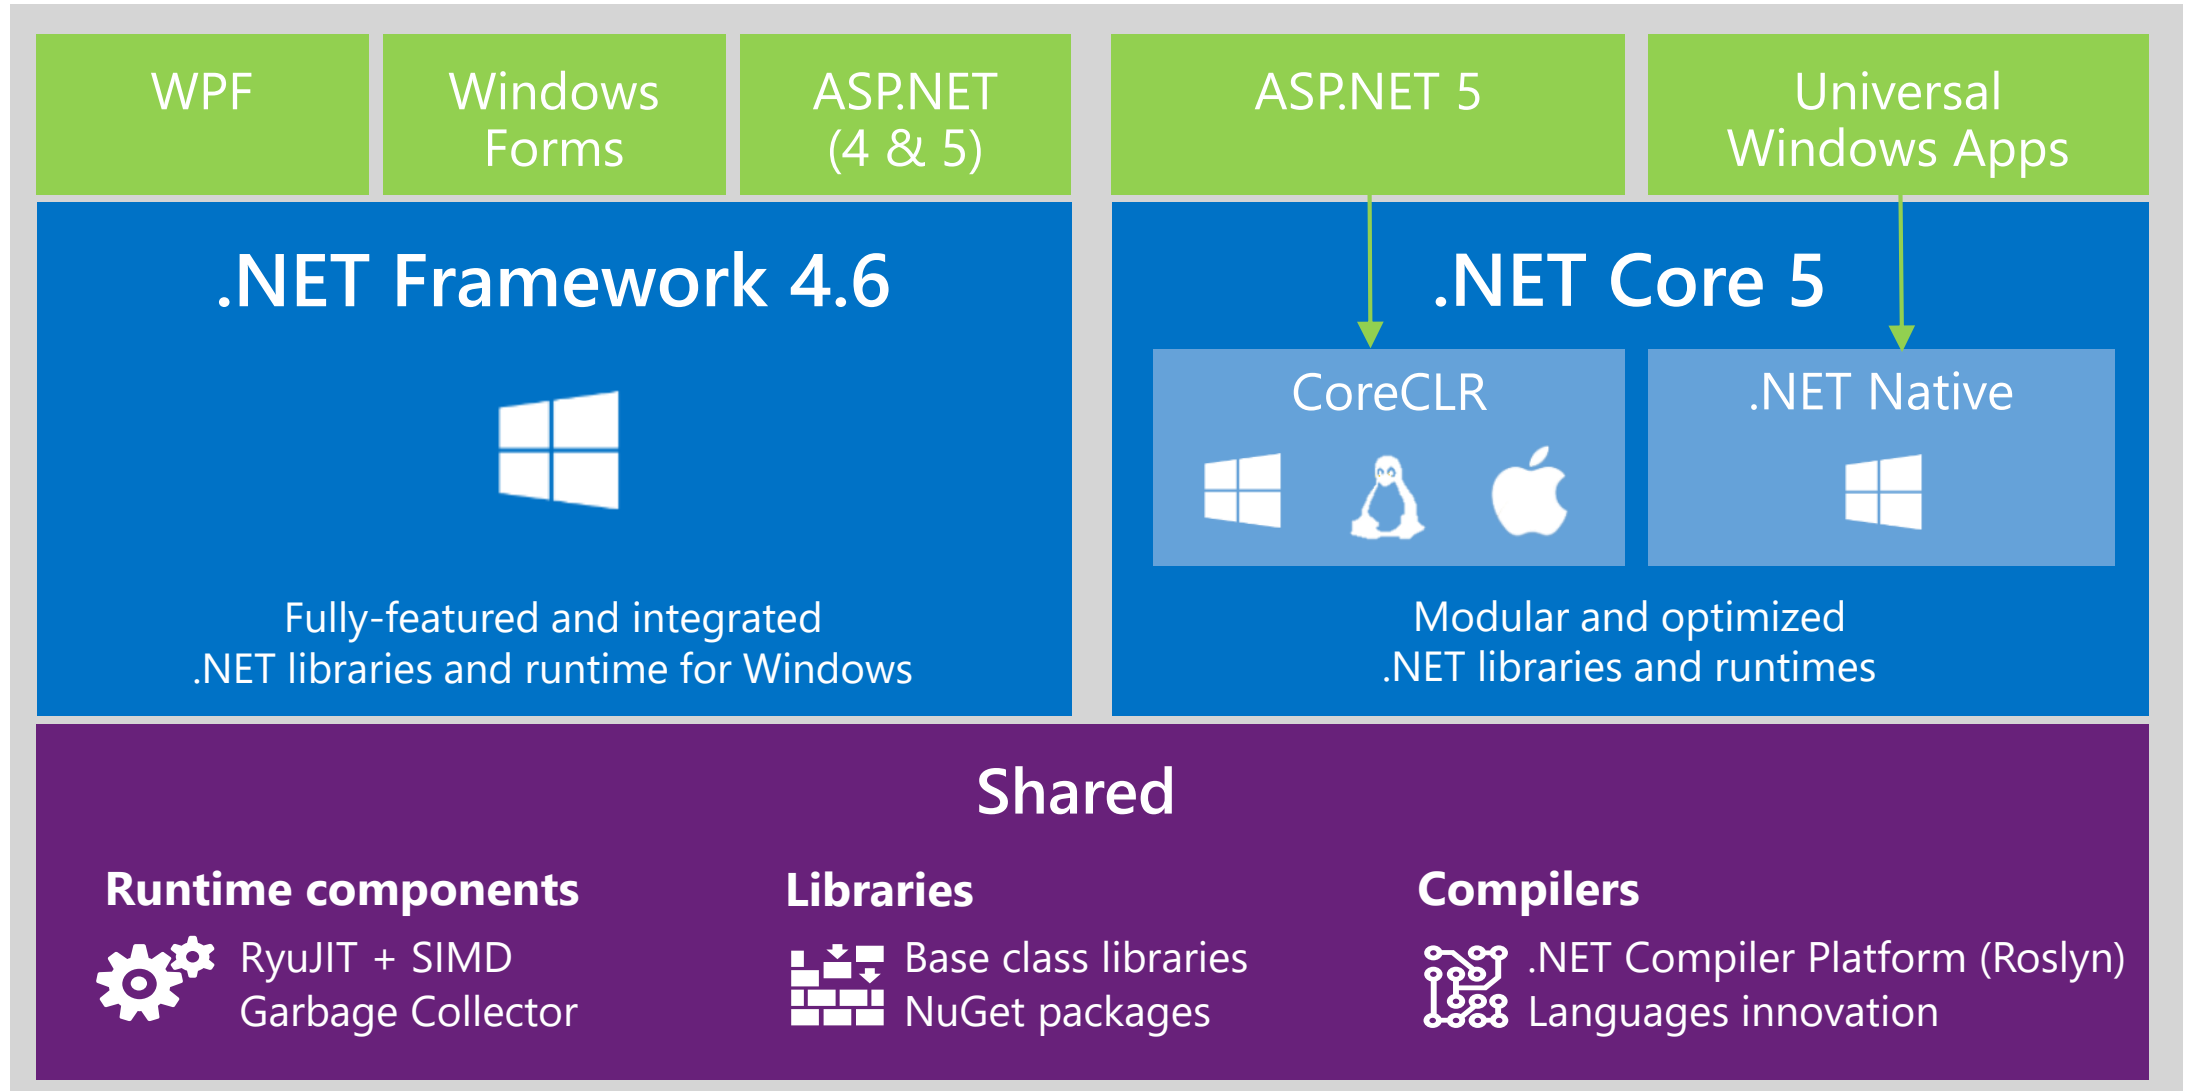 WPF
Windows
Forms
ASP.NET
(4 & 5)
ASP.NET 5
Universal
Windows Apps
.NET Framework 4.6
Fully-featured and integrated
.NET libraries and runtime for Windows
.NET Core 5
CoreCLR
.NET Native
Modular and optimized
.NET libraries and runtimes
Shared
Runtime components
RyuJIT + SIMD
Garbage Collector
Libraries
Base class libraries
NuGet packages
Compilers
.NET Compiler Platform (Roslyn)
Languages innovation